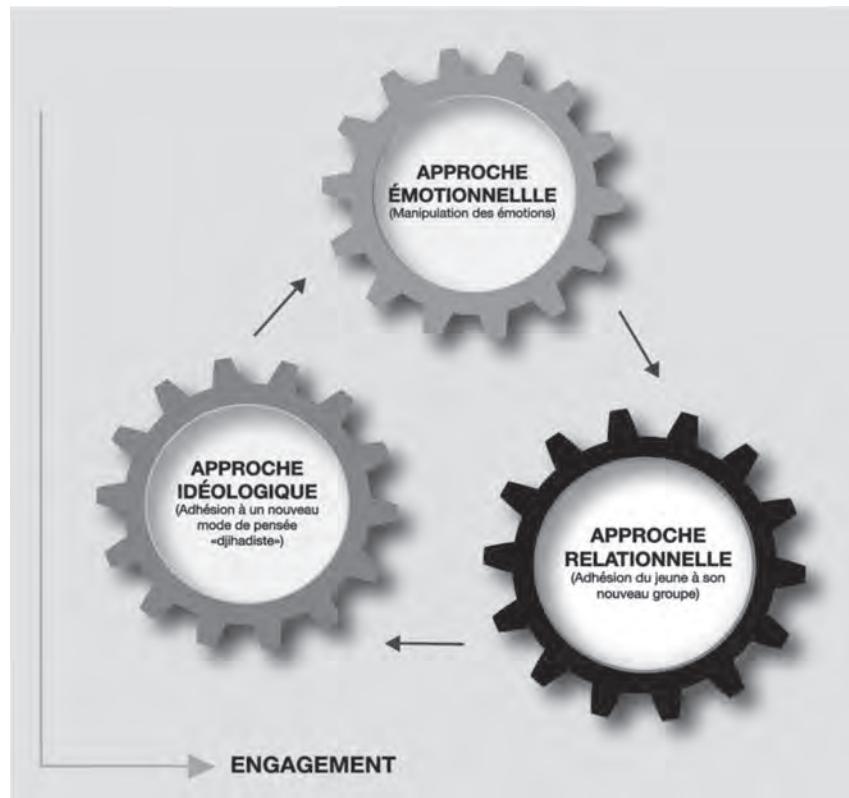 APPROCHE
ÉMOTIONNELLLE
(Manipulation des émotions)
APPROCHE
IDÉOLOGIQUE
(Adhésion à un nouveau
mode de pensée
«djihadiste»)
APPROCHE
RELATIONNELLE
(Adhésion du jeune à son
nouveau groupe)
ENGAGEMENT